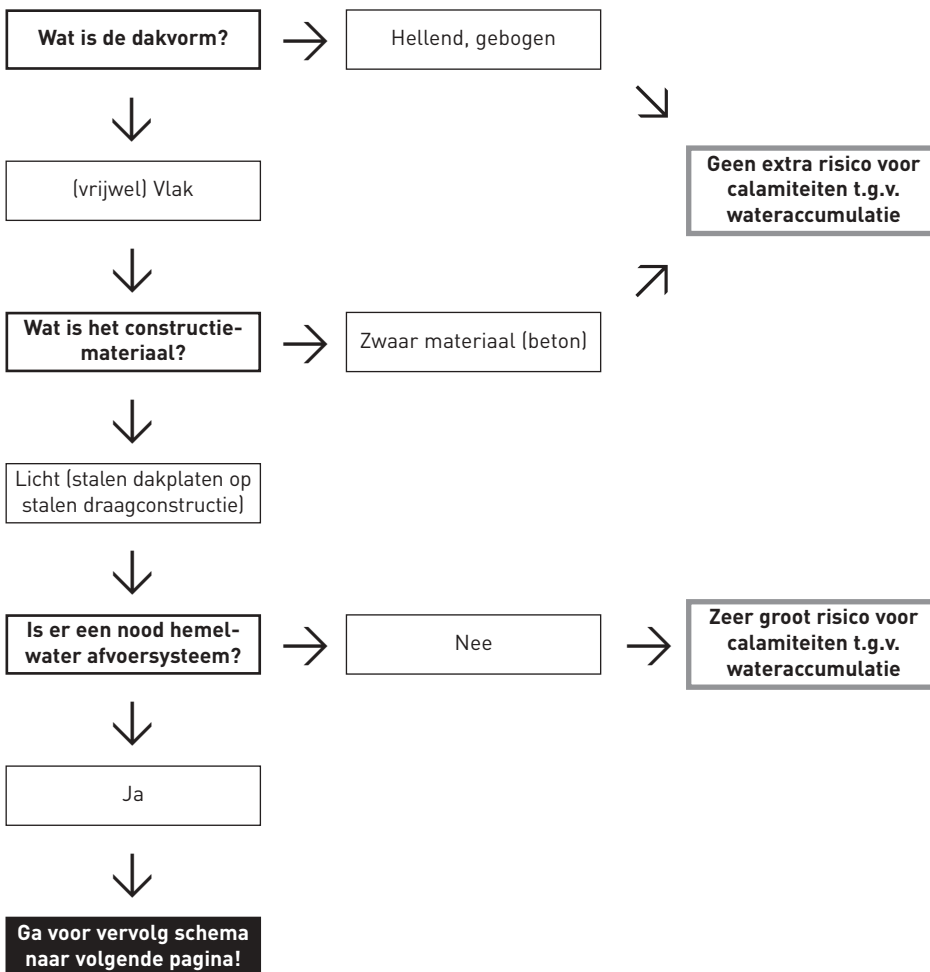 Wat is de dakvorm?
Hellend, gebogen
(vrijwel) Vlak
Geen extra risico voor
calamiteiten t.g.v.
wateraccumulatie
Wat is het constructie-
materiaal?
Zwaar materiaal (beton)
Licht (stalen dakplaten op
stalen draagconstructie)
Is er een nood hemel-
water afvoersysteem?
Nee
Zeer groot risico voor
calamiteiten t.g.v.
wateraccumulatie
Ja
Ga voor vervolg schema
naar volgende pagina!